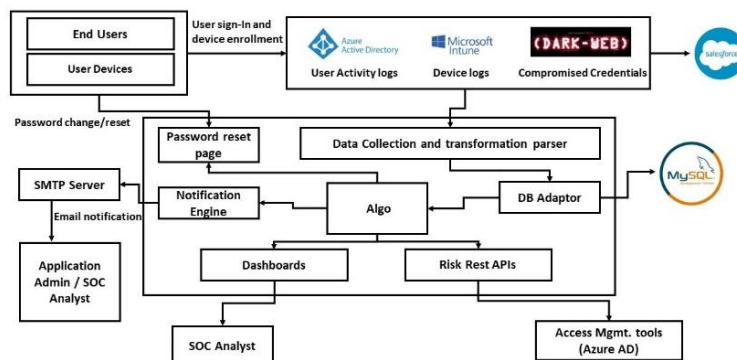 End Users
User Devices
User sign-In and
device enrollment
Azure
Active Directory
User Activity logs
Microsoft
Intune
Device logs
(DARK-WEB)
Compromised Credentials
salesforce
Password change/reset
Password reset
page
Data Collection and transformation parser
SMTP Server
Notification
Engine
Algo
DB Adaptor
MySQL
Email notification
Application
Admin / SOC
Analyst
Dashboards
Risk Rest APIs
SOC Analyst
Access Mgmt. tools
(Azure AD)